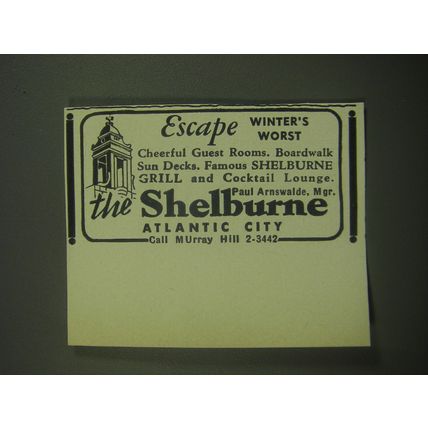 Escape WINTER'S WORST
Cheerful Guest Rooms. Boardwalk
Sun Decks. Famous SHELBURNE
GRILL and Cocktail Lounge.
Paul Arnswalde, Mgr.
the Shelburne
ATLANTIC CITY
Call MUrray Hill 2-3442